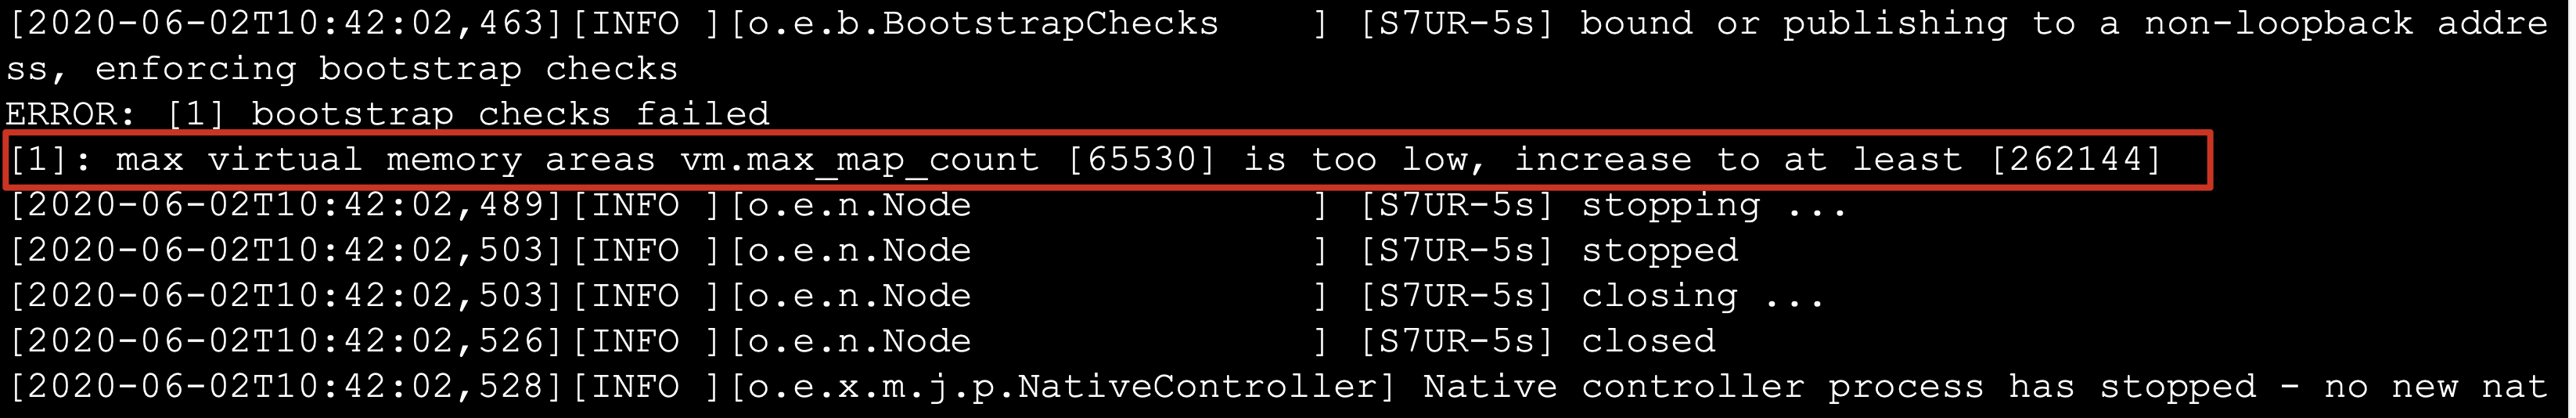 [2020-06-02T10:42:02,463][INFO ][o.e.b.BootstrapChecks    ] [S7UR-5s] bound or publishing to a non-loopback addre
ss, enforcing bootstrap checks
ERROR: [1] bootstrap checks failed
[1]: max virtual memory areas vm.max_map_count [65530] is too low, increase to at least [262144]
[2020-06-02T10:42:02,489][INFO ][o.e.n.Node               ] [S7UR-5s] stopping ...
[2020-06-02T10:42:02,503][INFO ][o.e.n.Node               ] [S7UR-5s] stopped
[2020-06-02T10:42:02,503][INFO ][o.e.n.Node               ] [S7UR-5s] closing ...
[2020-06-02T10:42:02,526][INFO ][o.e.n.Node               ] [S7UR-5s] closed
[2020-06-02T10:42:02,528][INFO ][o.e.x.m.j.p.NativeController] Native controller process has stopped - no new nat